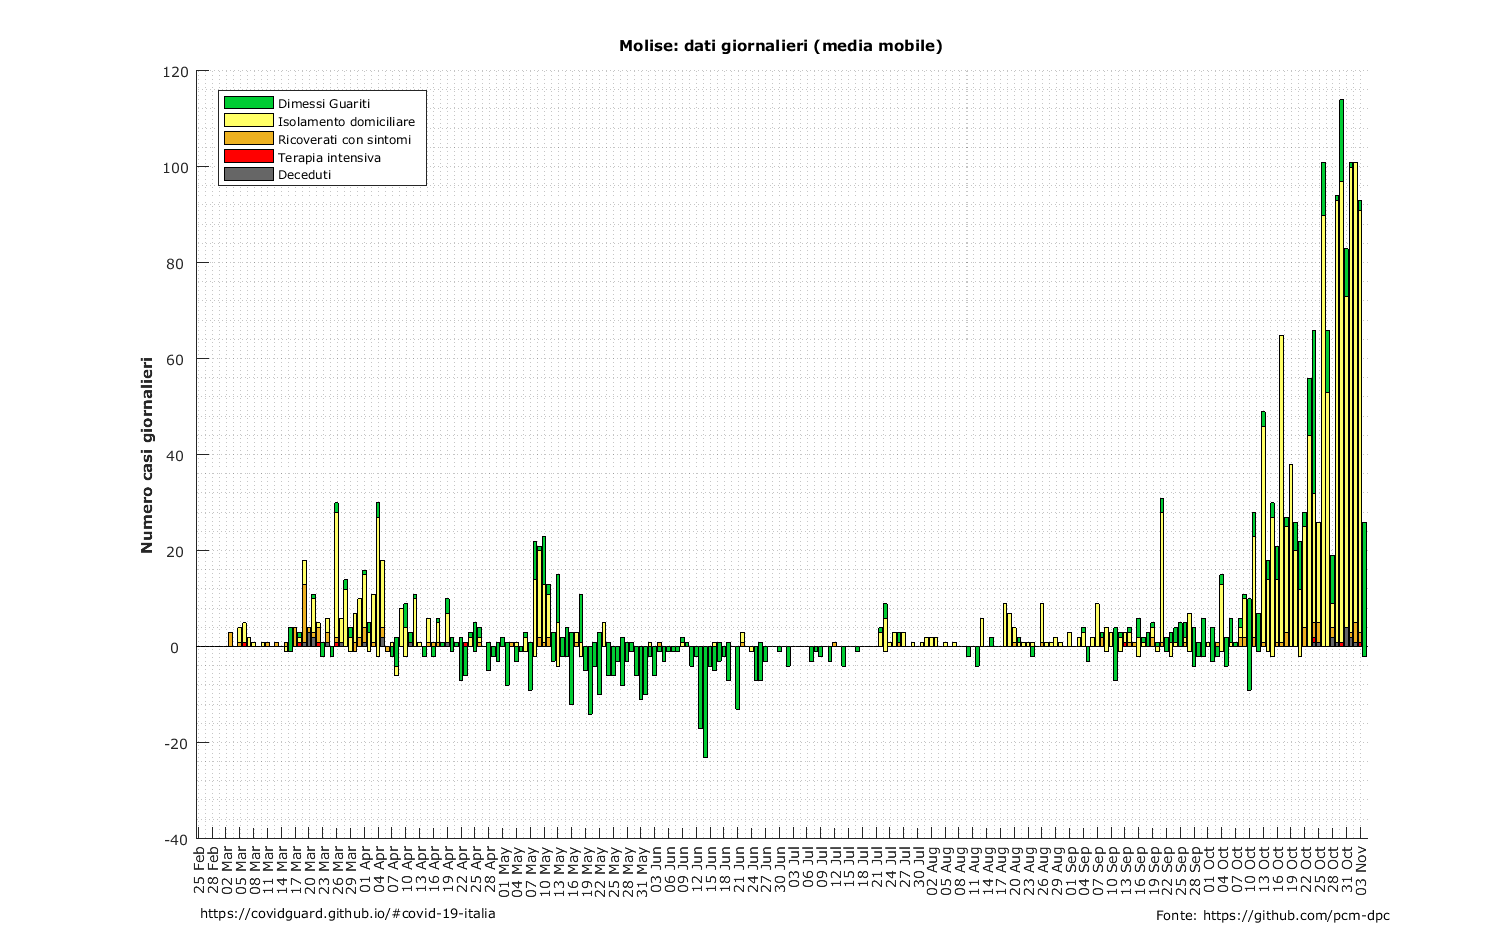 Molise: dati giornalieri (media mobile)
Numero casi giornalieri
120
100
80
60
40
20
0
-20
-40
Dimessi Guariti
Isolamento domiciliare
Ricoverati con sintomi
Terapia intensiva
Deceduti
25 Feb
28 Feb
02 Mar
05 Mar
08 Mar
11 Mar
14 Mar
17 Mar
20 Mar
23 Mar
26 Mar
29 Mar
01 Apr
04 Apr
07 Apr
10 Apr
13 Apr
16 Apr
19 Apr
22 Apr
25 Apr
28 Apr
01 May
04 May
07 May
10 May
13 May
16 May
19 May
22 May
25 May
28 May
31 May
03 Jun
06 Jun
09 Jun
12 Jun
15 Jun
18 Jun
21 Jun
24 Jun
27 Jun
30 Jun
03 Jul
06 Jul
09 Jul
12 Jul
15 Jul
18 Jul
21 Jul
24 Jul
27 Jul
30 Jul
02 Aug
05 Aug
08 Aug
11 Aug
14 Aug
17 Aug
20 Aug
23 Aug
26 Aug
29 Aug
01 Sep
04 Sep
07 Sep
10 Sep
13 Sep
16 Sep
19 Sep
22 Sep
25 Sep
28 Sep
01 Oct
04 Oct
07 Oct
10 Oct
13 Oct
16 Oct
19 Oct
22 Oct
25 Oct
28 Oct
31 Oct
03 Nov
https://covidguard.github.io/#covid-19-italia
Fonte: https://github.com/pcm-dpc